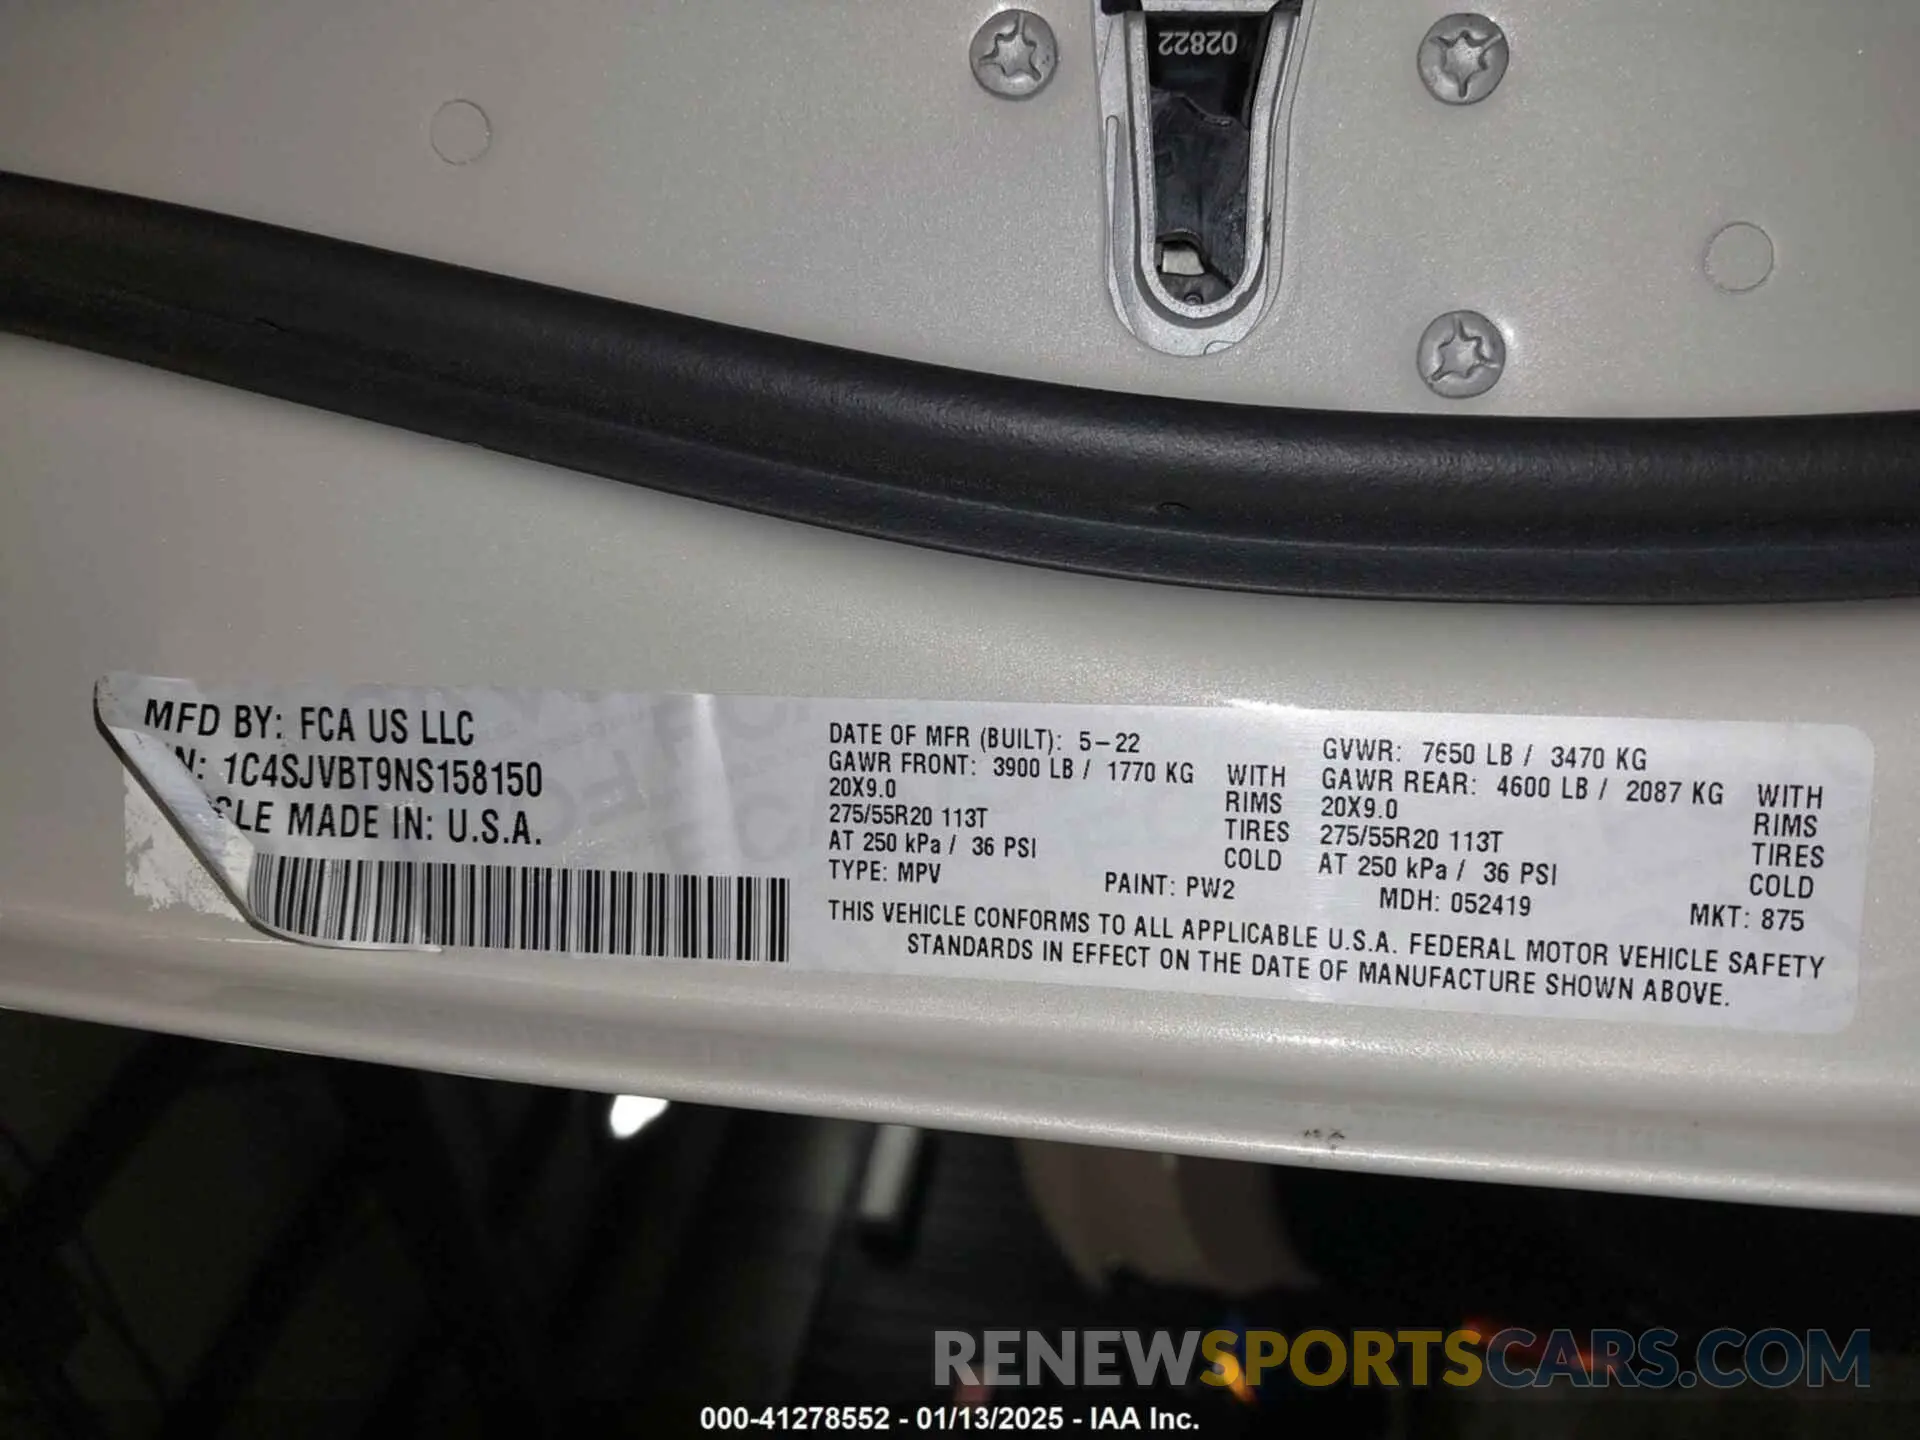 02822
MFD BY: FCA US LLC
N: 1C4SJVBT9NS158150
CLE MADE IN: U.S.A.
DATE OF MFR (BUILT): 5-22
GAWR FRONT: 3900 LB / 1770 KG WITH
20X9.0 RIMS
275/55R20 113T TIRES
AT 250 kPa / 36 PSI COLD
TYPE: MPV PAINT: PW2
GVWR: 7650 LB / 3470 KG
GAWR REAR: 4600 LB / 2087 KG WITH
20X9.0 RIMS
275/55R20 113T TIRES
AT 250 kPa / 36 PSI COLD
MDH: 052419 MKT: 875
THIS VEHICLE CONFORMS TO ALL APPLICABLE U.S.A. FEDERAL MOTOR VEHICLE SAFETY
STANDARDS IN EFFECT ON THE DATE OF MANUFACTURE SHOWN ABOVE.
RENEWSPORTSCARS.COM
000-41278552 - 01/13/2025 - IAA Inc.